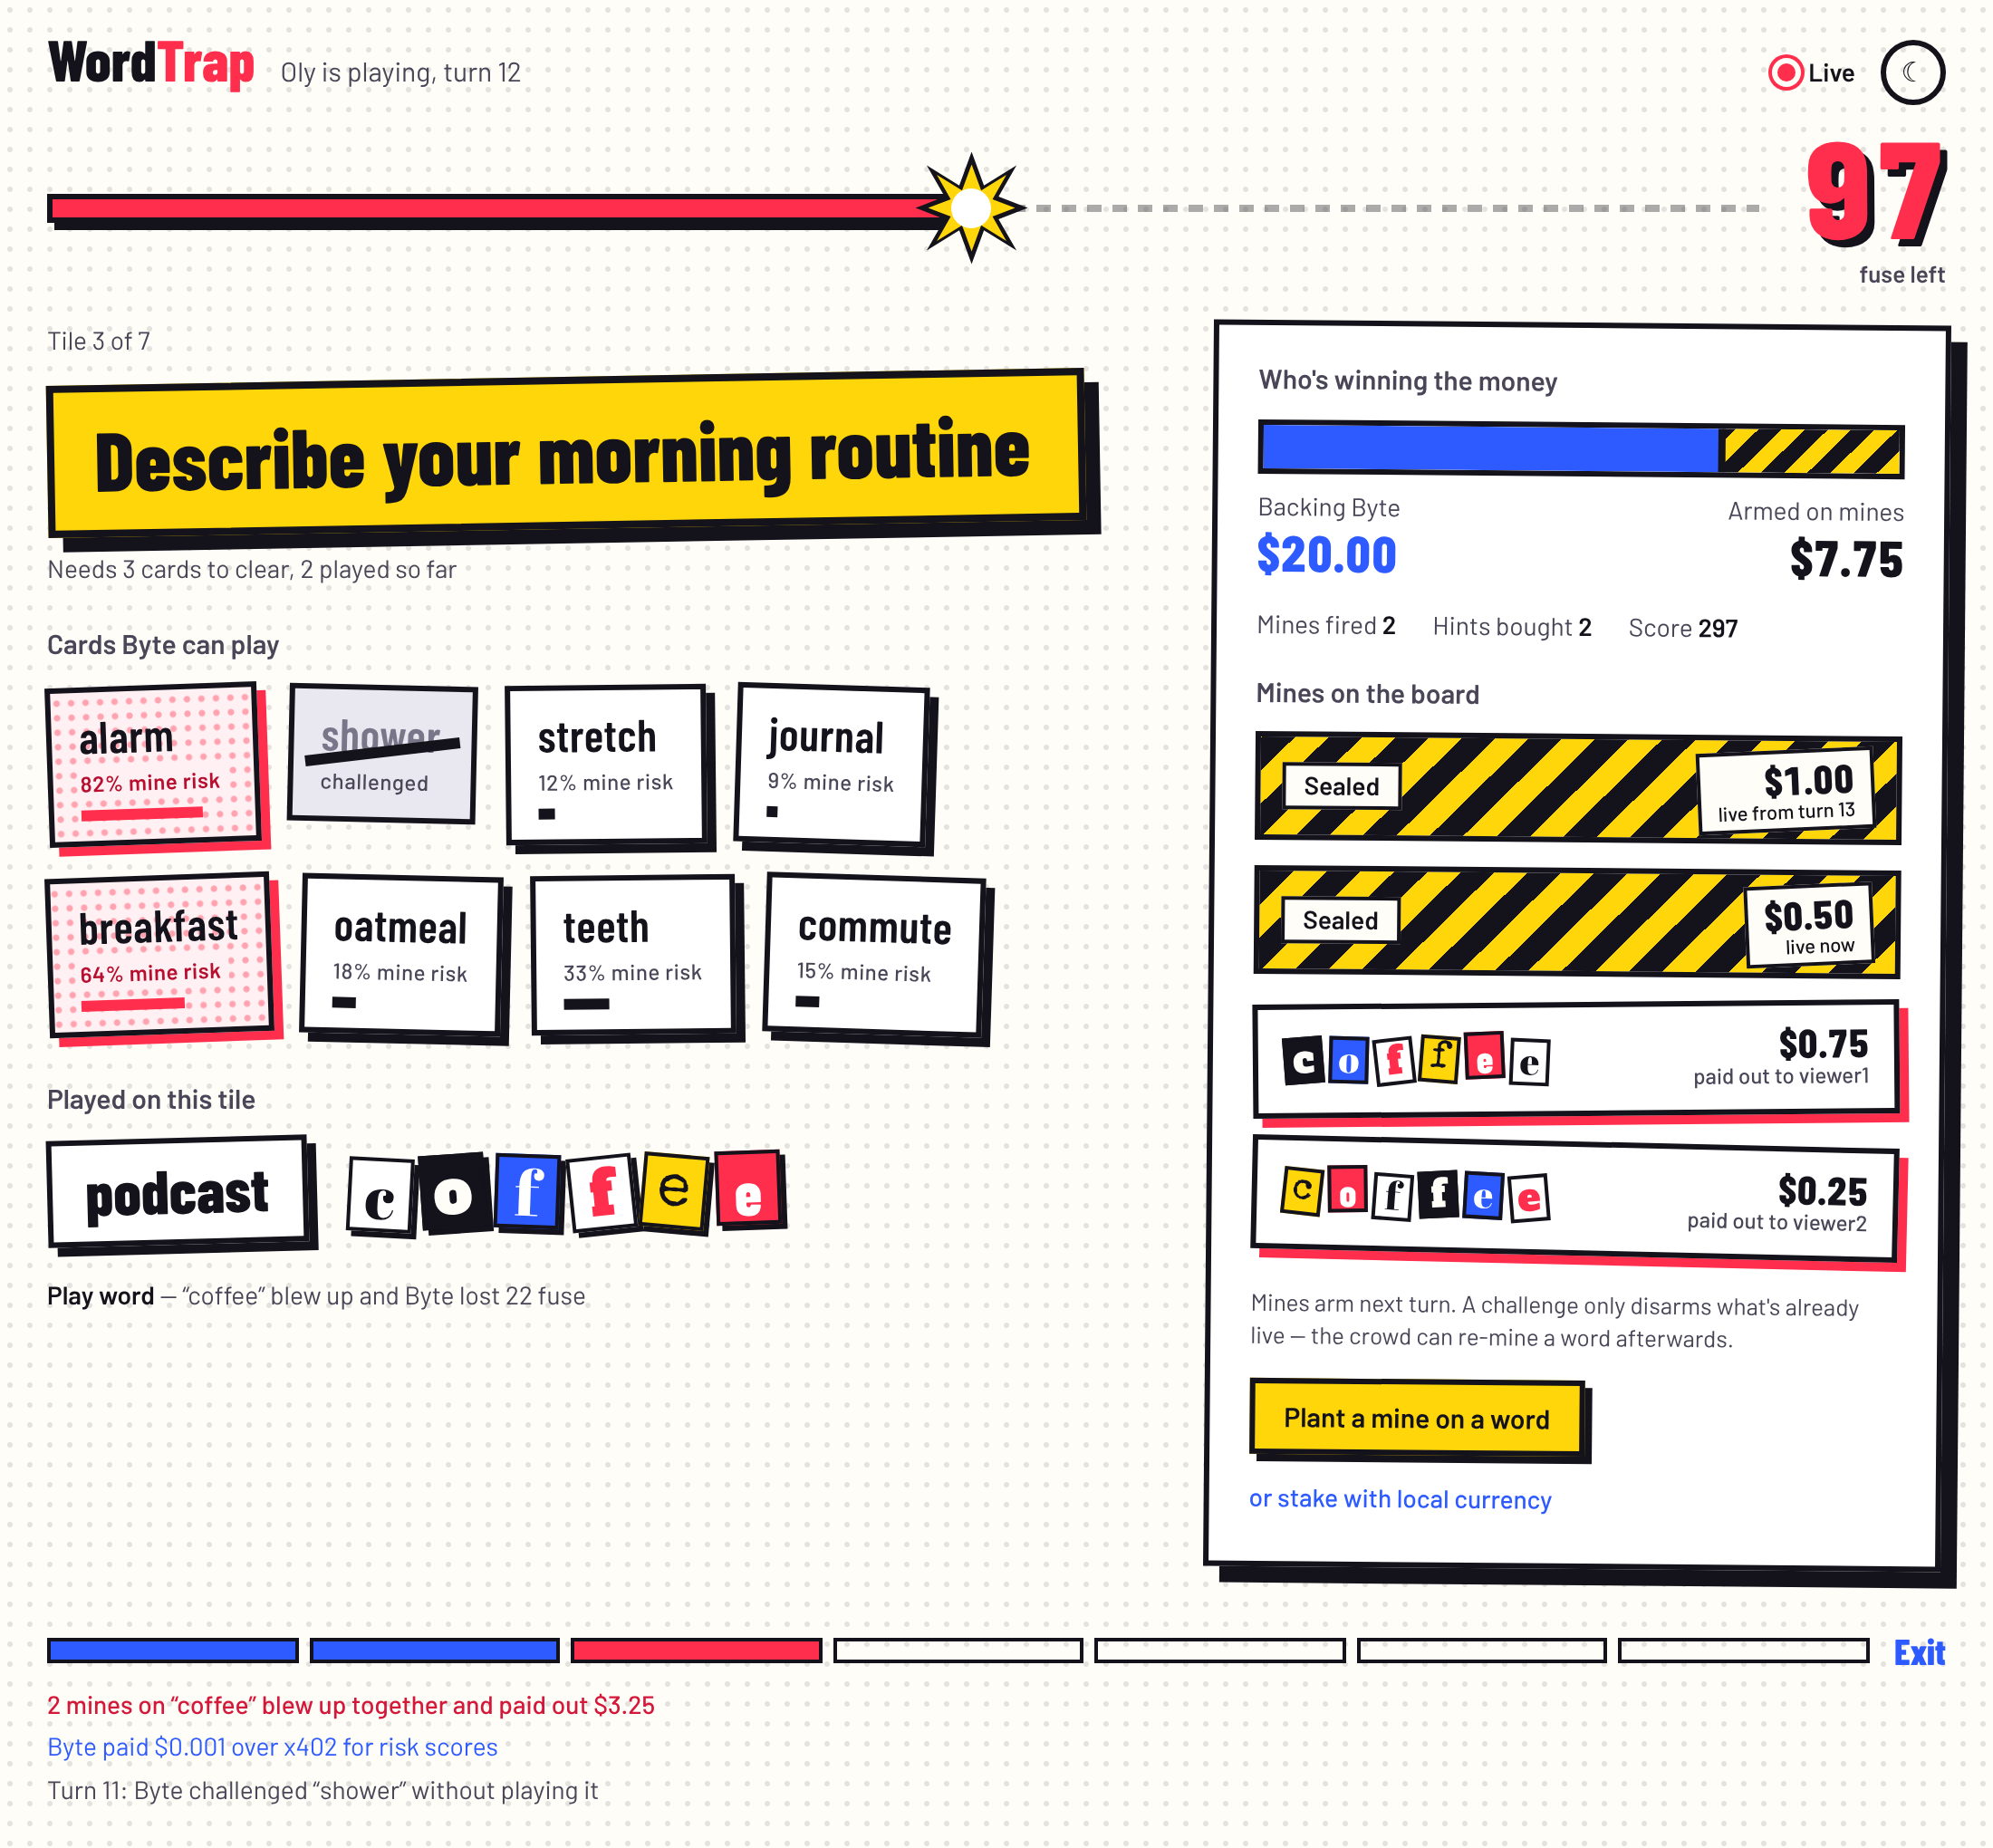 WordTrap
Oly is playing, turn 12
Live
97
fuse left
Tile 3 of 7
Describe your morning routine
Needs 3 cards to clear, 2 played so far
Cards Byte can play
alarm
82% mine risk
shower
challenged
stretch
12% mine risk
journal
9% mine risk
breakfast
64% mine risk
oatmeal
18% mine risk
teeth
33% mine risk
commute
15% mine risk
Played on this tile
podcast
coffee
Play word — “coffee” blew up and Byte lost 22 fuse
Who's winning the money
Backing Byte
$20.00
Armed on mines
$7.75
Mines fired 2
Hints bought 2
Score 297
Mines on the board
Sealed
$1.00
live from turn 13
Sealed
$0.50
live now
coffee
$0.75
paid out to viewer1
coffee
$0.25
paid out to viewer2
Mines arm next turn. A challenge only disarms what's already
live — the crowd can re-mine a word afterwards.
Plant a mine on a word
or stake with local currency
Exit
2 mines on “coffee” blew up together and paid out $3.25
Byte paid $0.001 over x402 for risk scores
Turn 11: Byte challenged “shower” without playing it